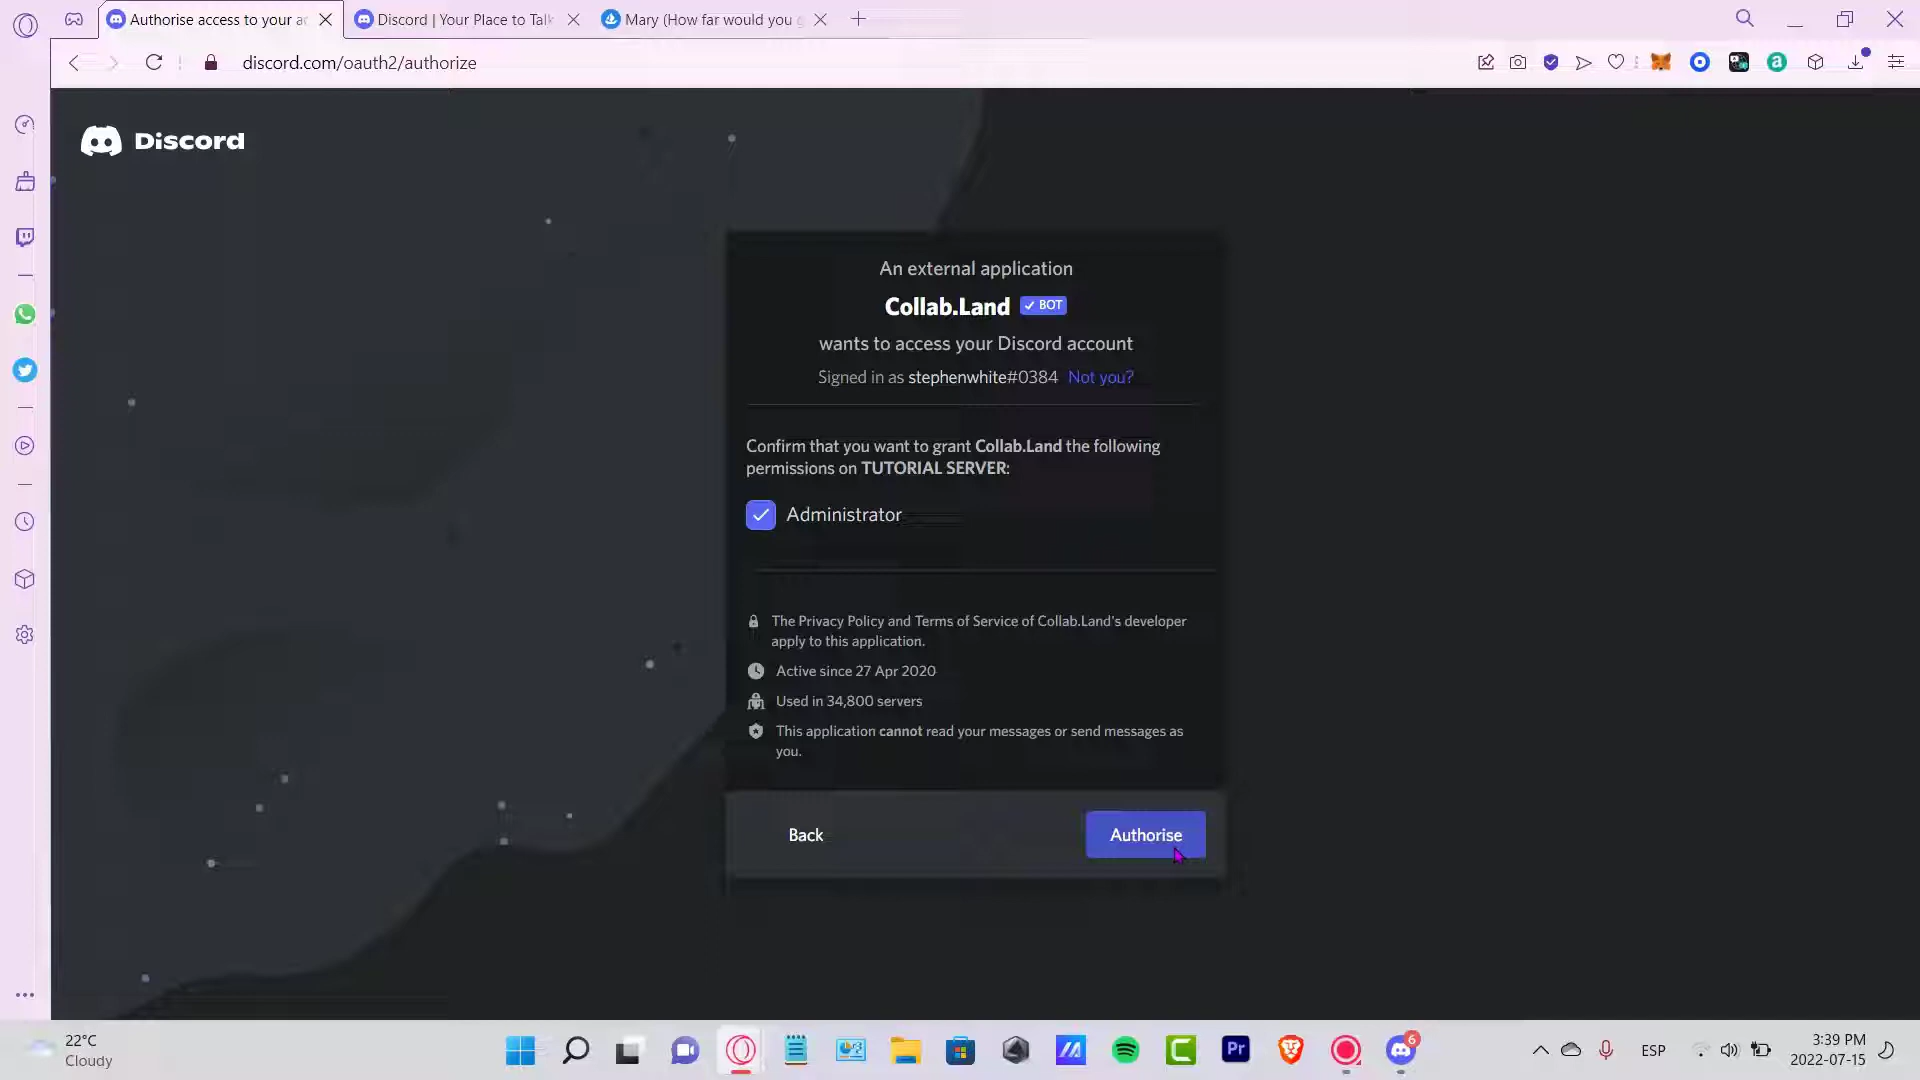 Authorise access to your ac
Discord | Your Place to Talk
Mary (How far would you g
discord.com/oauth2/authorize
Discord
An external application
Collab.Land BOT
wants to access your Discord account
Signed in as stephenwhite#0384 Not you?
Confirm that you want to grant Collab.Land the following
permissions on TUTORIAL SERVER:
Administrator
The Privacy Policy and Terms of Service of Collab.Land's developer
apply to this application.
Active since 27 Apr 2020
Used in 34,800 servers
This application cannot read your messages or send messages as
you.
Back
Authorise
22°C
Cloudy
Pr
6
ESP
3:39 PM
2022-07-15